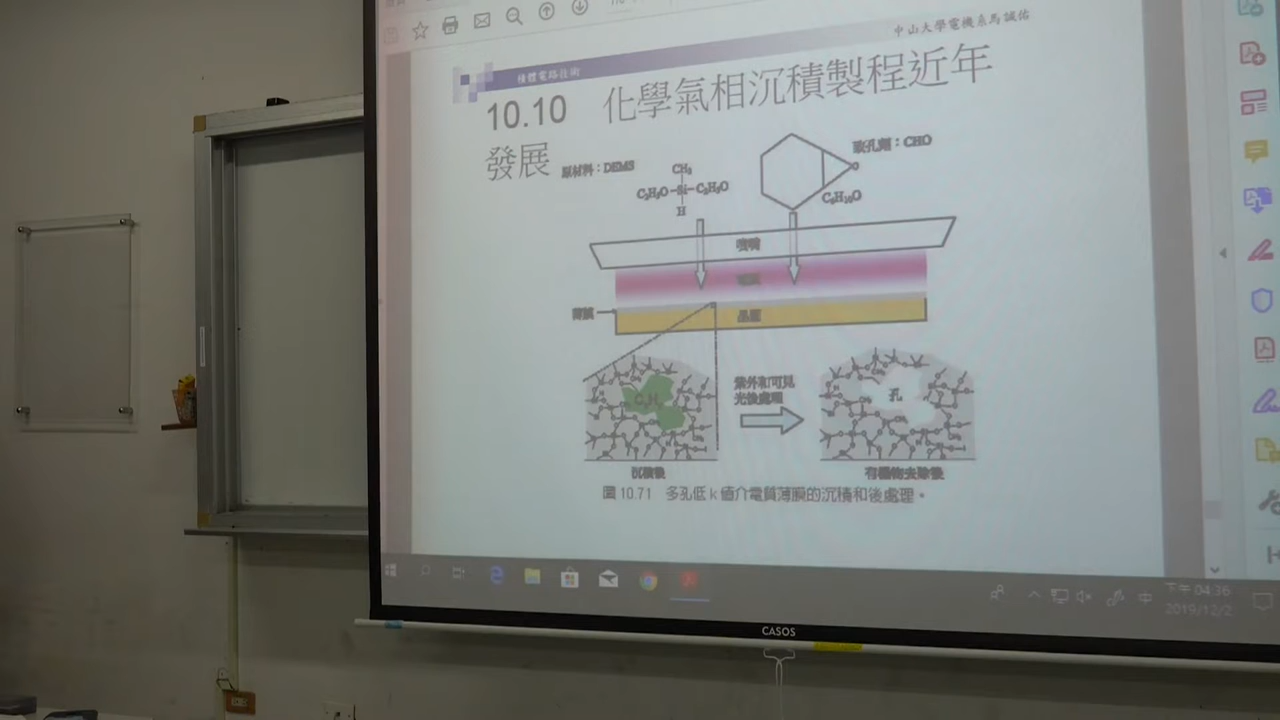 中山大學電機系馬誠佑
積體電路技術
10.10 化學氣相沉積製程近年
發展
原材料：DEMS
CH₃
C₂H₅O-Si-C₂H₅O
H
致孔劑：CHO
O
C₆H₁₀O
噴嘴
薄膜
晶圓
紫外和可見
光後處理
孔
沉積後
有機物去除後
圖 10.71 多孔低 k 值介電質薄膜的沉積和後處理。
中
下午 04:36
2019/12/2
CASOS